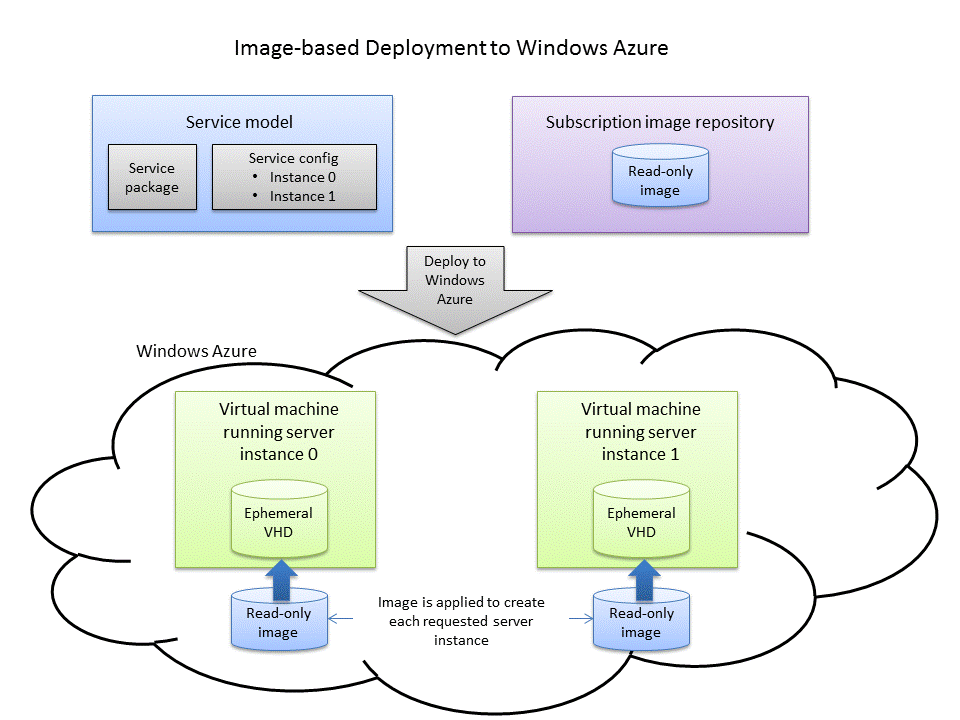 Image-based Deployment to Windows Azure
Service model
Service
package
Service config
• Instance 0
• Instance 1
Subscription image repository
Read-only
image
Deploy to
Windows
Azure
Windows Azure
Virtual machine
running server
instance 0
Ephemeral
VHD
Virtual machine
running server
instance 1
Ephemeral
VHD
Read-only
image
Image is applied to create
each requested server
instance
Read-only
image